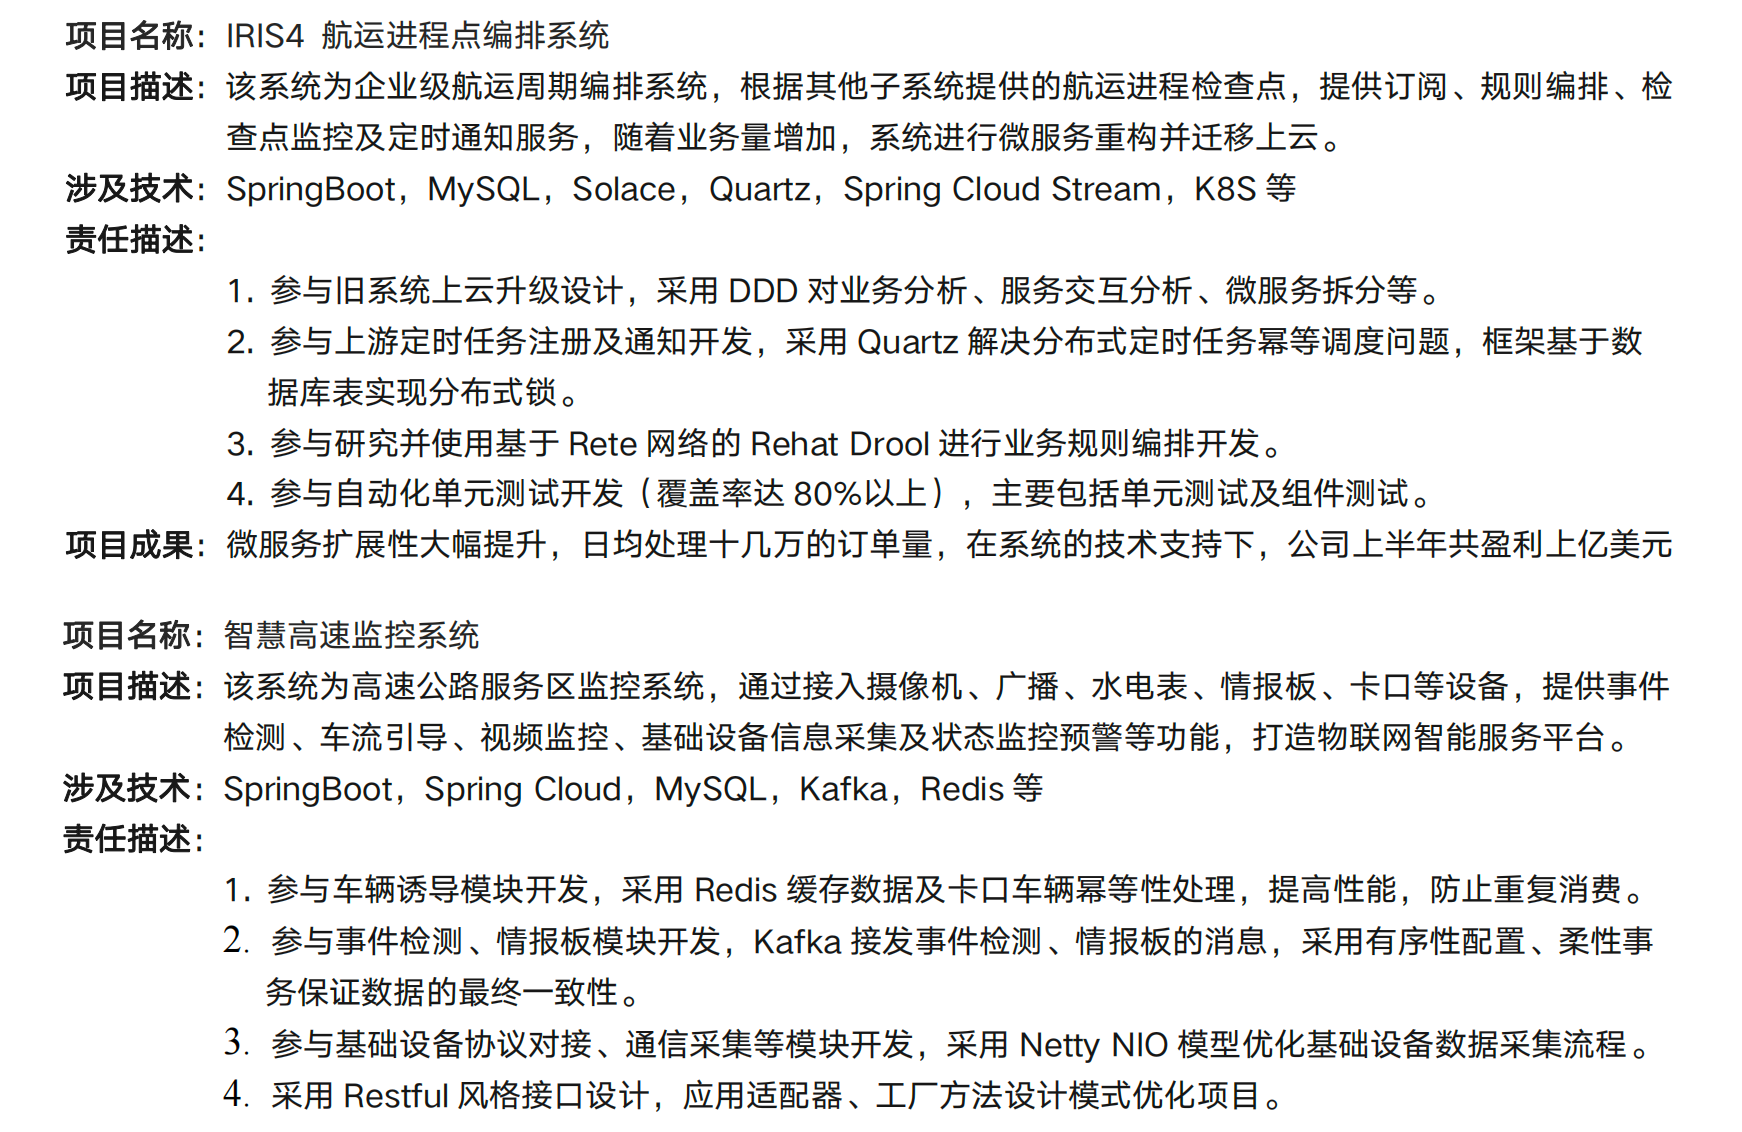 项目名称：IRIS4 航运进程点编排系统
项目描述：该系统为企业级航运周期编排系统，根据其他子系统提供的航运进程检查点，提供订阅、规则编排、检
查点监控及定时通知服务，随着业务量增加，系统进行微服务重构并迁移上云。
涉及技术：SpringBoot，MySQL，Solace，Quartz，Spring Cloud Stream，K8S 等
责任描述：
1. 参与旧系统上云升级设计，采用 DDD 对业务分析、服务交互分析、微服务拆分等。
2. 参与上游定时任务注册及通知开发，采用 Quartz 解决分布式定时任务幂等调度问题，框架基于数
据库表实现分布式锁。
3. 参与研究并使用基于 Rete 网络的 Rehat Drool 进行业务规则编排开发。
4. 参与自动化单元测试开发（覆盖率达 80%以上），主要包括单元测试及组件测试。
项目成果：微服务扩展性大幅提升，日均处理十几万的订单量，在系统的技术支持下，公司上半年共盈利上亿美元
项目名称：智慧高速监控系统
项目描述：该系统为高速公路服务区监控系统，通过接入摄像机、广播、水电表、情报板、卡口等设备，提供事件
检测、车流引导、视频监控、基础设备信息采集及状态监控预警等功能，打造物联网智能服务平台。
涉及技术：SpringBoot，Spring Cloud，MySQL，Kafka，Redis 等
责任描述：
1. 参与车辆诱导模块开发，采用 Redis 缓存数据及卡口车辆幂等性处理，提高性能，防止重复消费。
2. 参与事件检测、情报板模块开发，Kafka 接发事件检测、情报板的消息，采用有序性配置、柔性事
务保证数据的最终一致性。
3. 参与基础设备协议对接、通信采集等模块开发，采用 Netty NIO 模型优化基础设备数据采集流程。
4. 采用 Restful 风格接口设计，应用适配器、工厂方法设计模式优化项目。